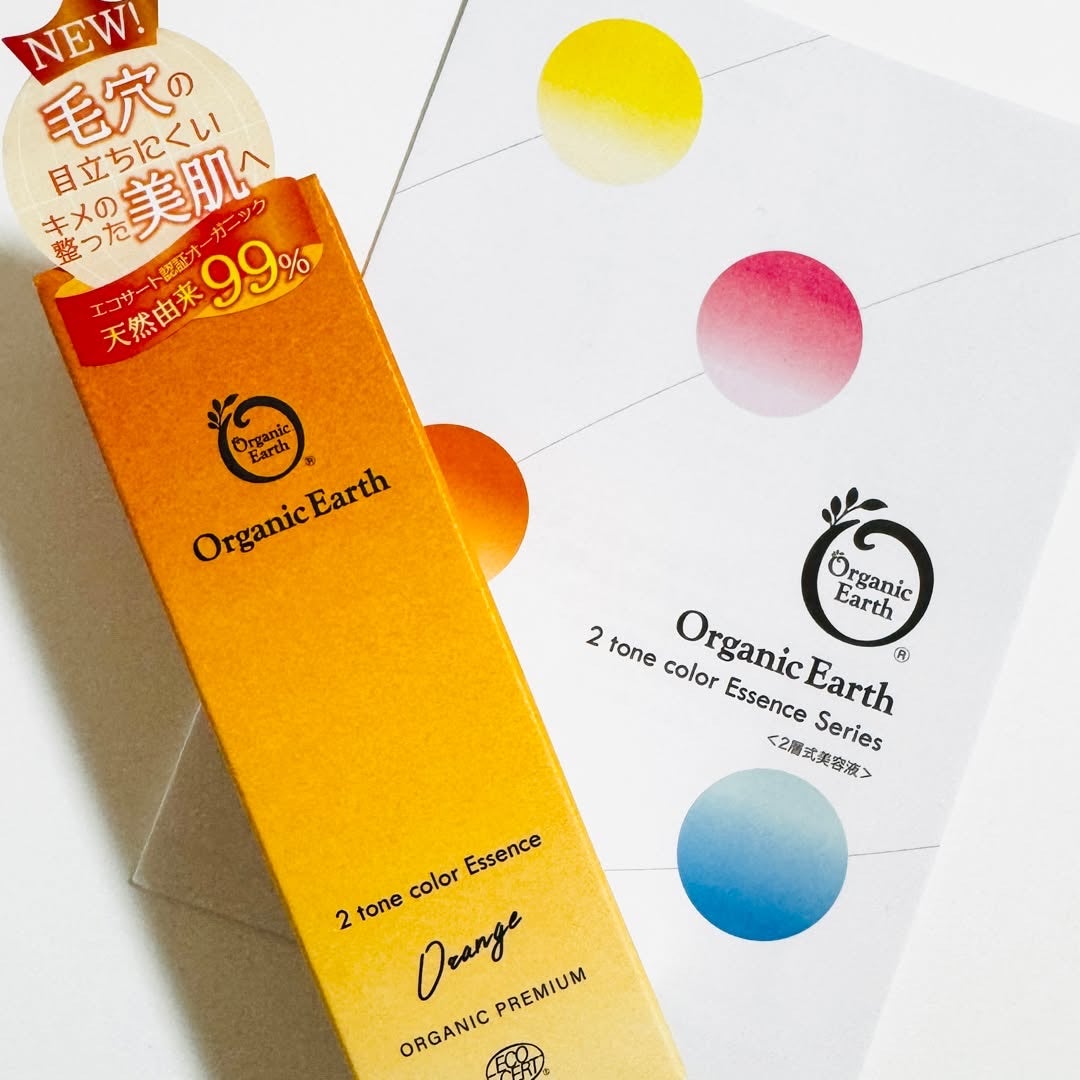 NEW!
毛穴の
目立ちにくい
キメの
整った美肌へ
エコサート認証オーガニック
天然由来99%
Organic
Earth
®
Organic Earth
2 tone color Essence
Orange
ORGANIC PREMIUM
ECO
CERT
®
Organic
Earth
®
Organic Earth
2 tone color Essence Series
<2層式美容液>